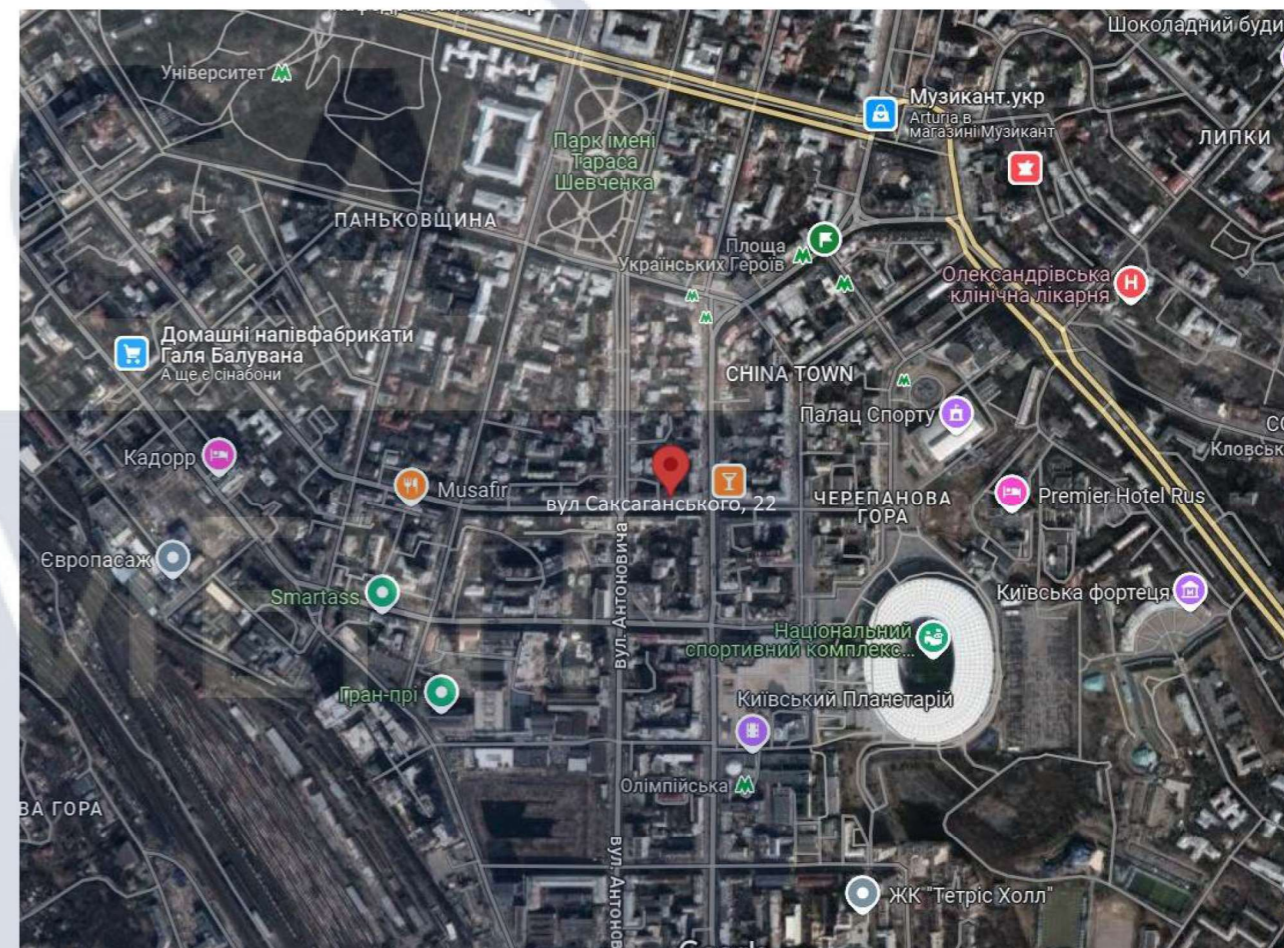 Шоколадний буди
Університет
Музикант.укр
Arturia в
магазині Музикант
ЛИПКИ
Парк імені
Тараса
Шевченка
ПАНЬКОВЩИНА
Площа
Українських Героїв
Олександрівська
клінічна лікарня
Домашні напівфабрикати
Галя Балувана
А ще є сінабони
CHINA TOWN
Палац Спорту
Кловськ
Кадорр
Musafir
вул Саксаганського, 22
ЧЕРЕПАНОВА
ГОРА
Premier Hotel Rus
Європасаж
вул. Антоновича
Smartass
Київська фортеця
Національний
спортивний комплекс...
Гран-прі
Київський Планетарій
Олімпійська
ВА ГОРА
вул. Антонов
ЖК "Тетріс Холл"